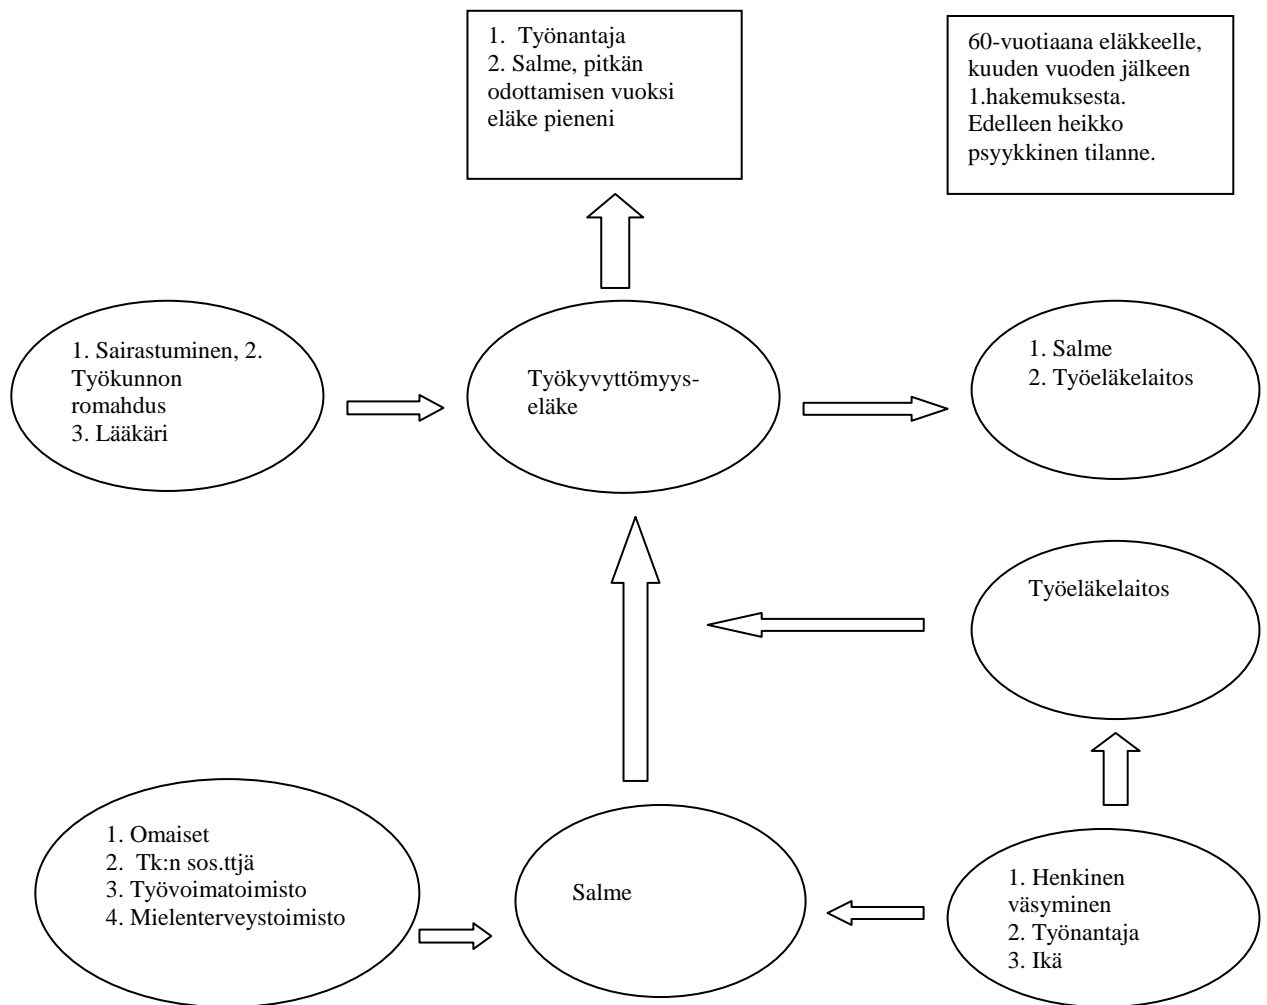 1. Työnantaja
2. Salme, pitkän
odottamisen vuoksi
eläke pieneni
60-vuotiaana eläkkeelle,
kuuden vuoden jälkeen
1.hakemuksesta.
Edelleen heikko
psyykkinen tilanne.
1. Sairastuminen, 2.
Työkunnon
romahdus
3. Lääkäri
Työkyvyttömyys-
eläke
1. Salme
2. Työeläkelaitos
Työeläkelaitos
1. Omaiset
2. Tk:n sos.ttjä
3. Työvoimatoimisto
4. Mielenterveystoimisto
Salme
1. Henkinen
väsyminen
2. Työnantaja
3. Ikä